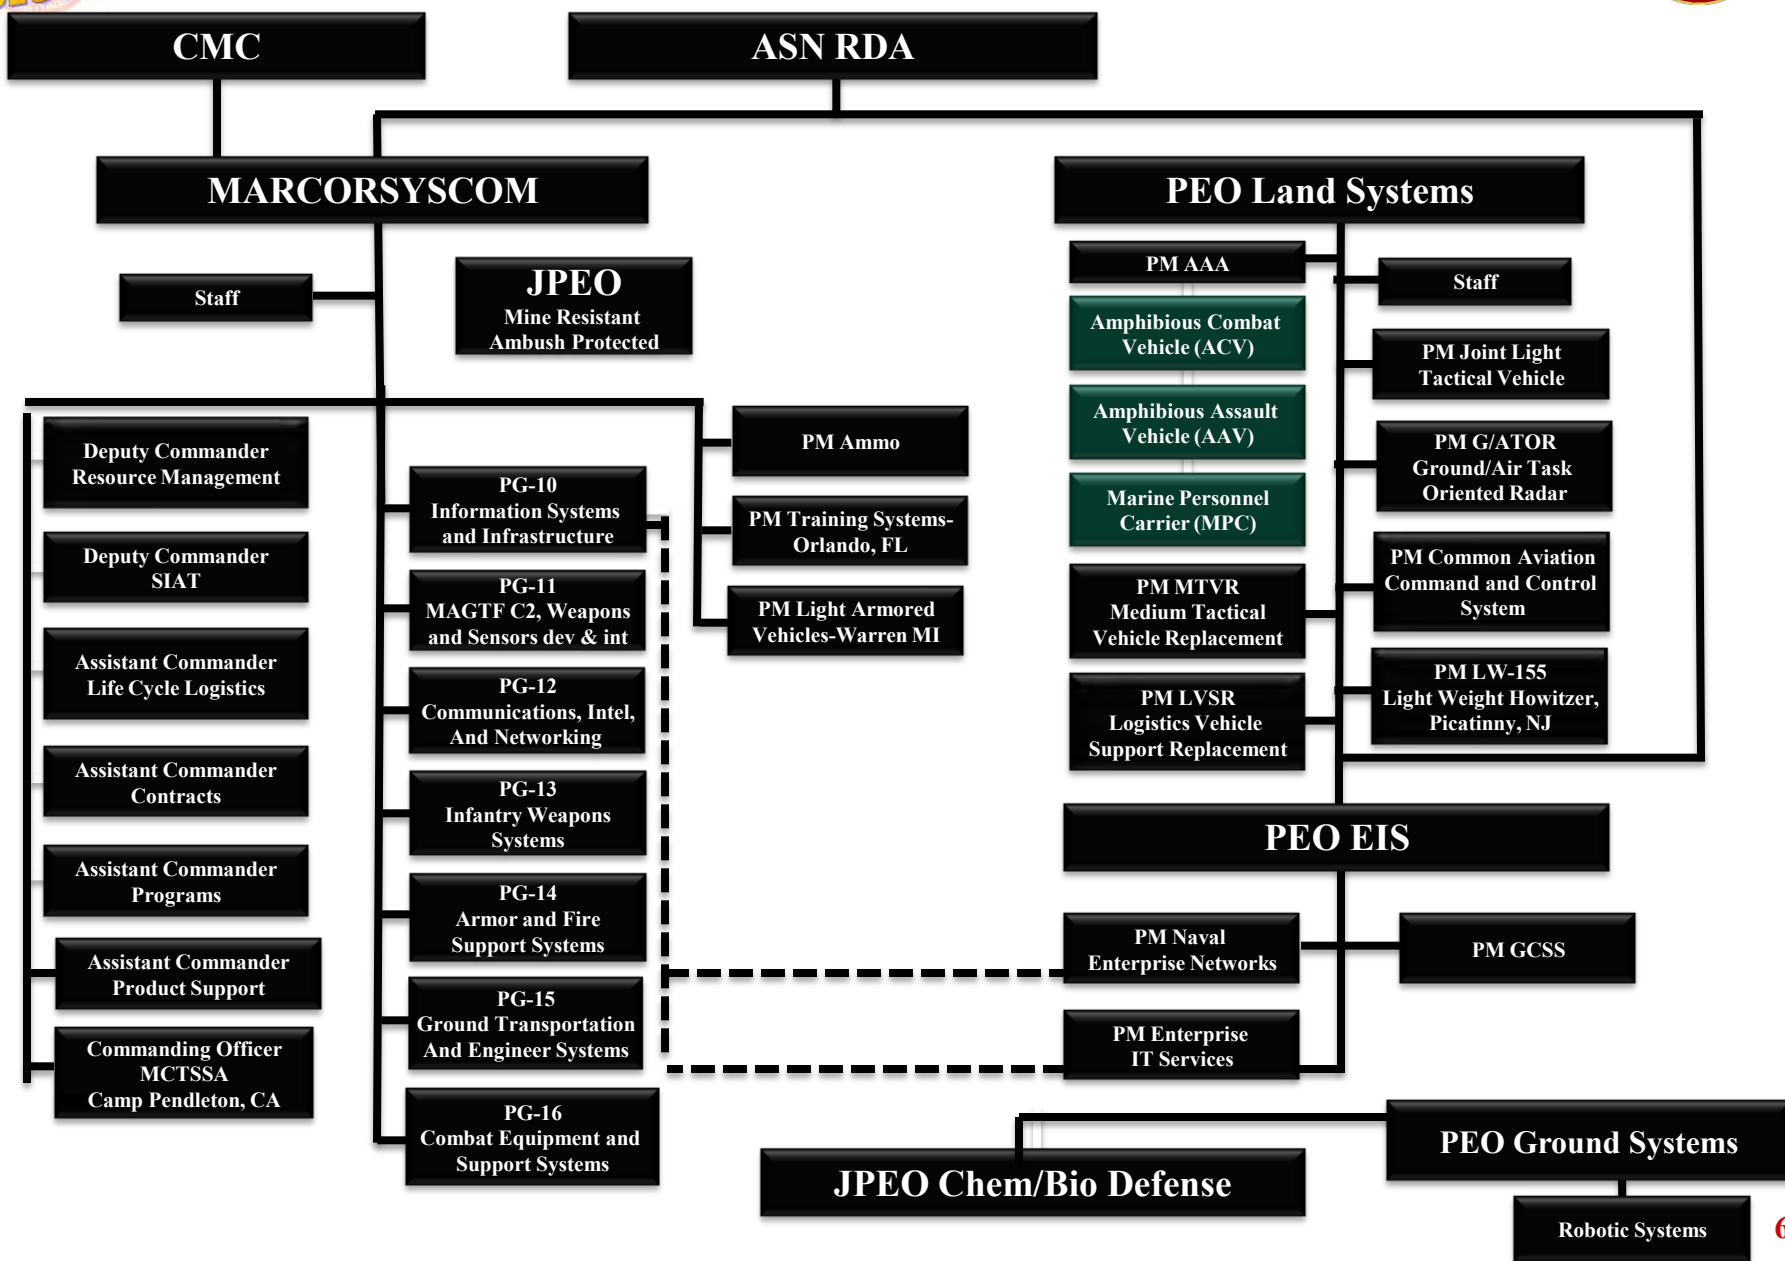 CMC
ASN RDA
MARCORSYSCOM
PEO Land Systems
Staff
JPEO
Mine Resistant
Ambush Protected
PM AAA
Staff
Amphibious Combat
Vehicle (ACV)
PM Joint Light
Tactical Vehicle
Amphibious Assault
Vehicle (AAV)
PM G/ATOR
Ground/Air Task
Oriented Radar
Marine Personnel
Carrier (MPC)
PM Common Aviation
Command and Control
System
PM MTVR
Medium Tactical
Vehicle Replacement
PM LW-155
Light Weight Howitzer,
Picatinny, NJ
PM LVSR
Logistics Vehicle
Support Replacement
Deputy Commander
Resource Management
Deputy Commander
SIAT
Assistant Commander
Life Cycle Logistics
Assistant Commander
Contracts
Assistant Commander
Programs
Assistant Commander
Product Support
Commanding Officer
MCTSSA
Camp Pendleton, CA
PG-10
Information Systems
and Infrastructure
PG-11
MAGTF C2, Weapons
and Sensors dev & int
PG-12
Communications, Intel,
And Networking
PG-13
Infantry Weapons
Systems
PG-14
Armor and Fire
Support Systems
PG-15
Ground Transportation
And Engineer Systems
PG-16
Combat Equipment and
Support Systems
PM Ammo
PM Training Systems-
Orlando, FL
PM Light Armored
Vehicles-Warren MI
PEO EIS
PM Naval
Enterprise Networks
PM GCSS
PM Enterprise
IT Services
JPEO Chem/Bio Defense
PEO Ground Systems
Robotic Systems
6